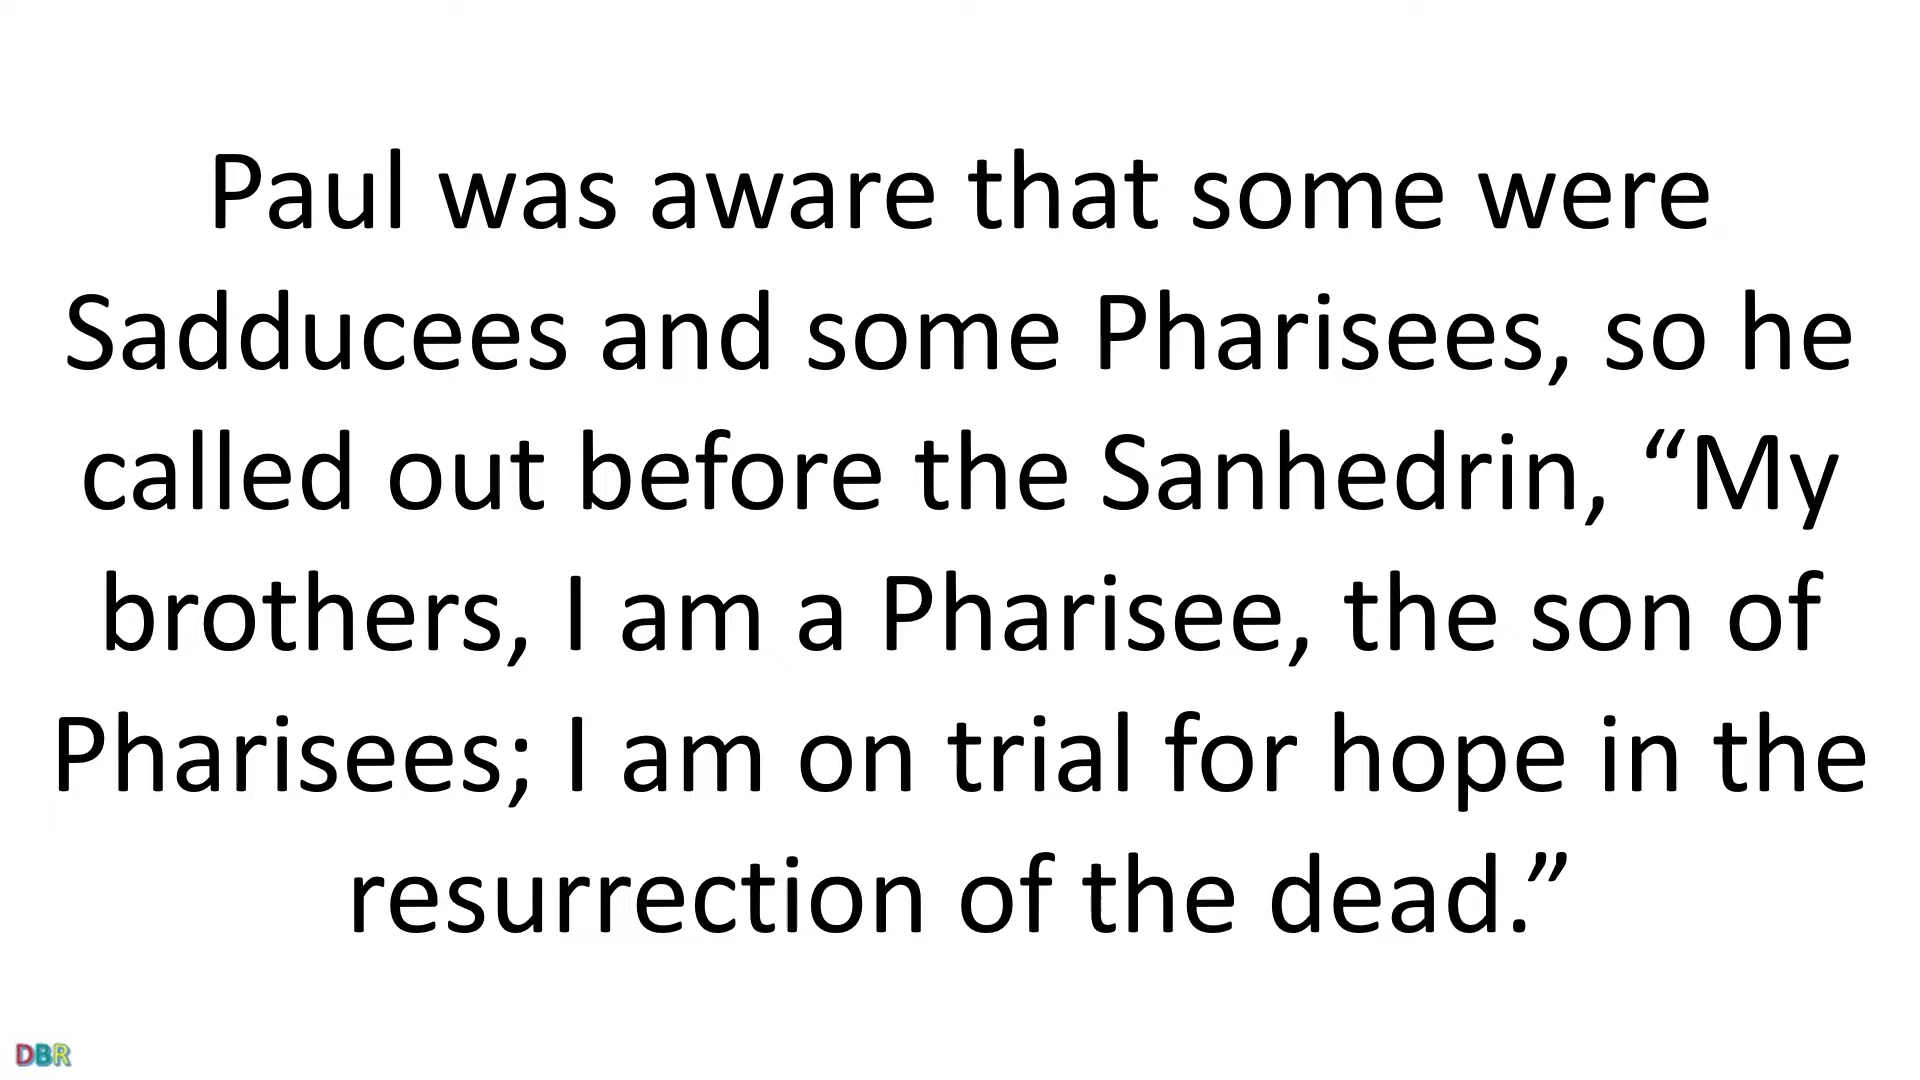 Paul was aware that some were
Sadducees and some Pharisees, so he
called out before the Sanhedrin, “My
brothers, I am a Pharisee, the son of
Pharisees; I am on trial for hope in the
resurrection of the dead.”
DBR